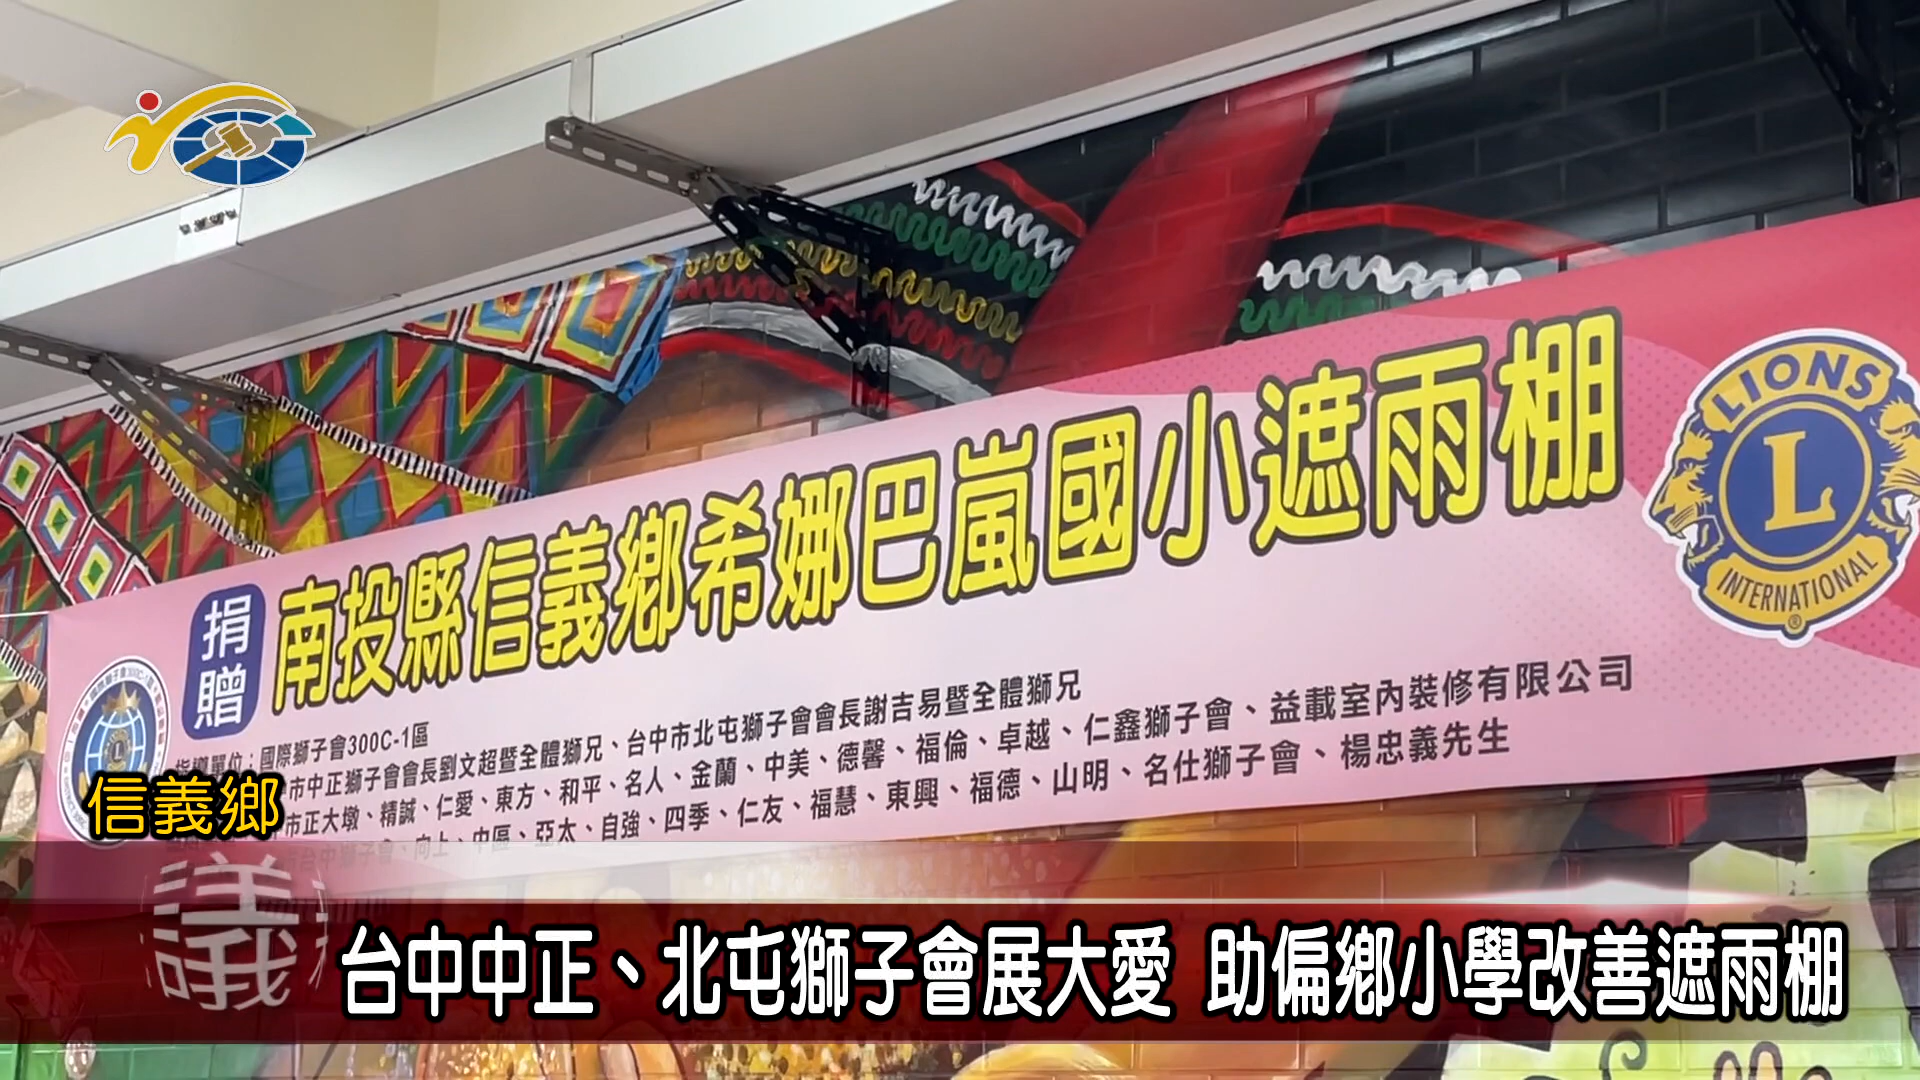 LIONS
L
INTERNATIONAL
捐贈
南投縣信義鄉希娜巴嵐國小遮雨棚
指導單位：國際獅子會300C-1區
市中正獅子會會長劉文超暨全體獅兄、台中市北屯獅子會會長謝吉易暨全體獅兄
市正大墩、精誠、仁愛、東方、和平、名人、金蘭、中美、德馨、福倫、卓越、仁鑫獅子會、益載室內裝修有限公司
台中獅子會、向上、中區、亞太、自強、四季、仁友、福慧、東興、福德、山明、名仕獅子會、楊忠義先生
信義鄉
議
台中中正、北屯獅子會展大愛 助偏鄉小學改善遮雨棚